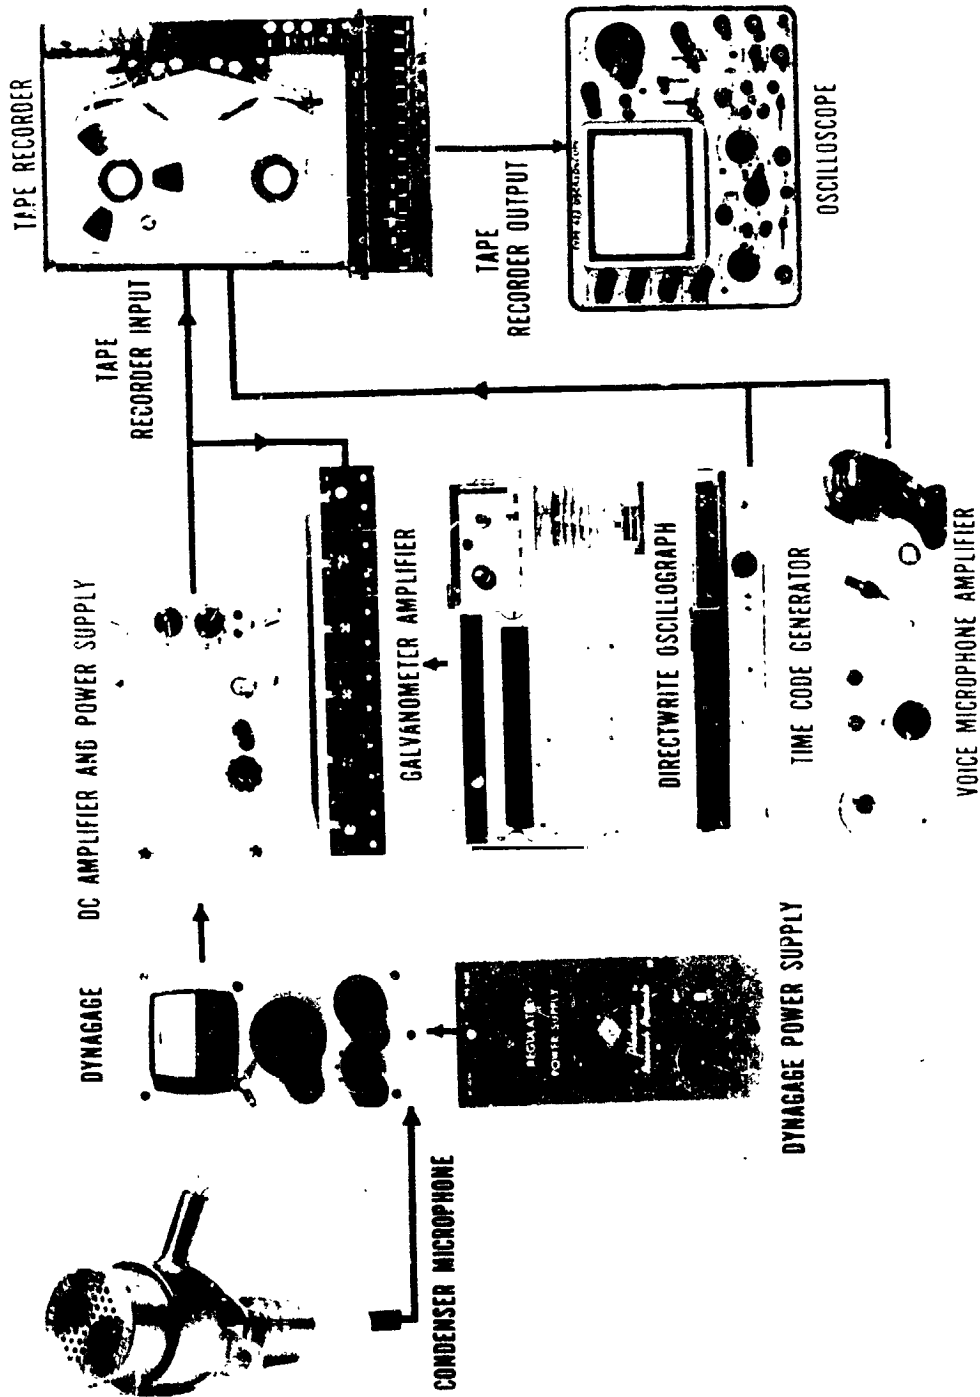 CONDENSER MICROPHONE
DYNAGAGE
REGULATED
POWER SUPPLY
DYNAGAGE POWER SUPPLY
DC AMPLIFIER AND POWER SUPPLY
GALVANOMETER AMPLIFIER
DIRECTWRITE OSCILLOGRAPH
TIME CODE GENERATOR
VOICE MICROPHONE AMPLIFIER
TAPE
RECORDER INPUT
TAPE RECORDER
TAPE
RECORDER OUTPUT
OSCILLOSCOPE